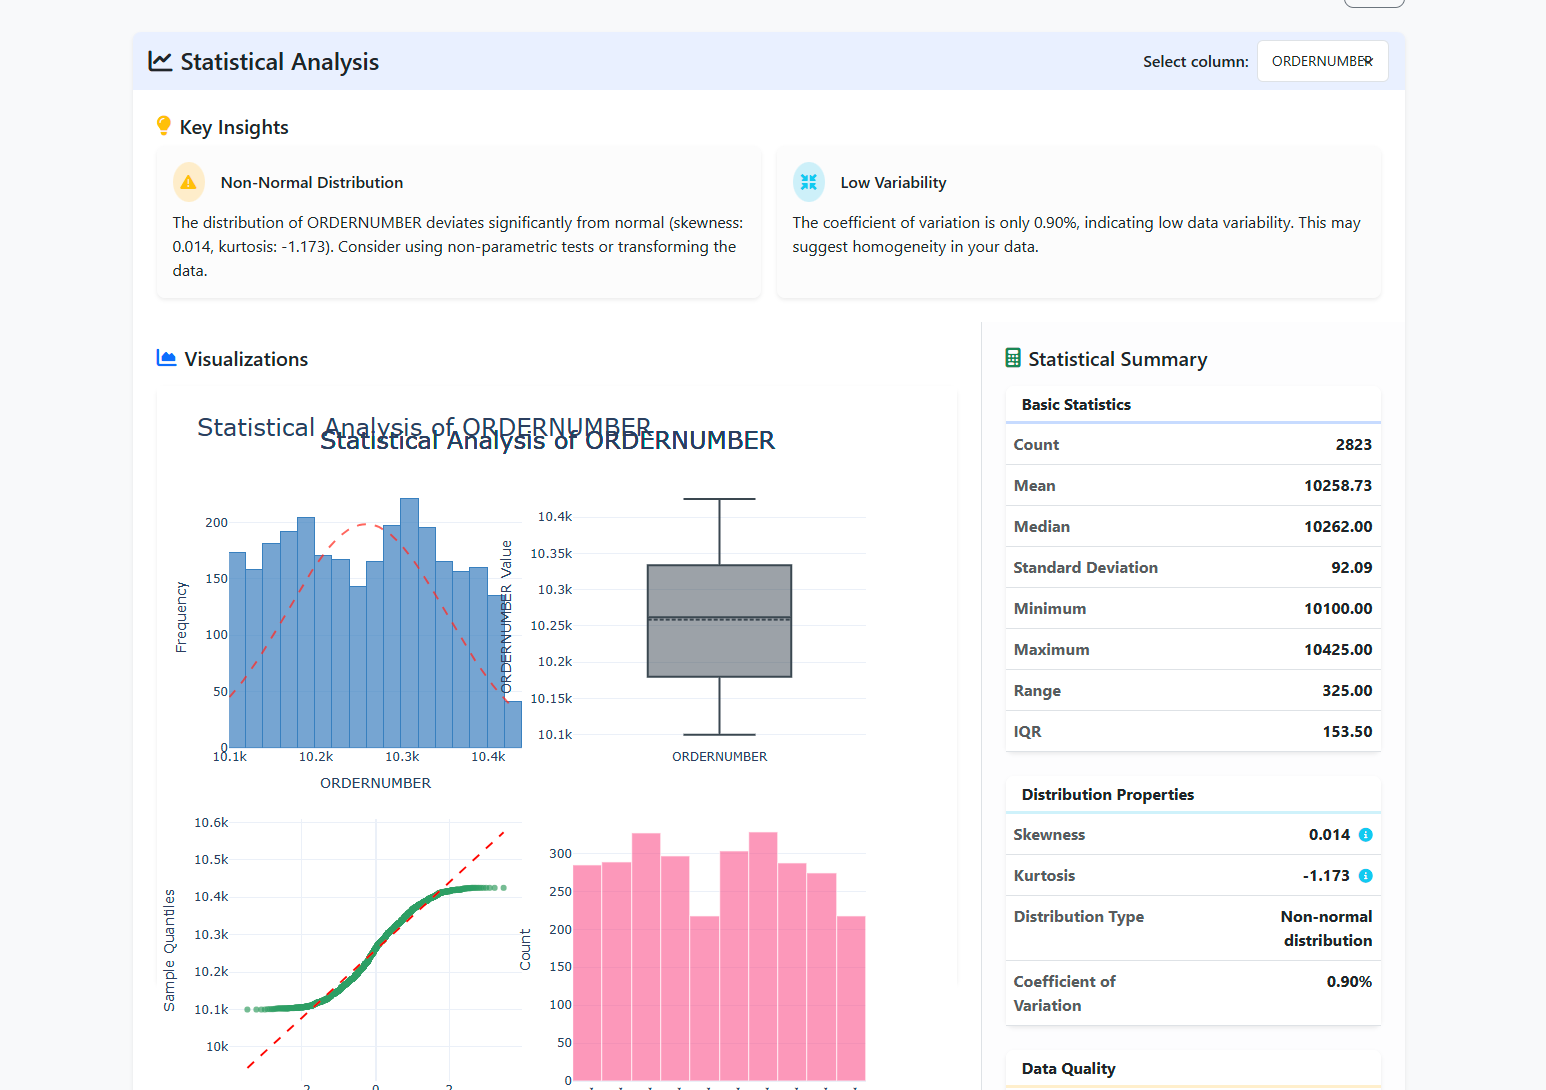 Statistical Analysis
Select column:
ORDERNUMBER
Key Insights
Non-Normal Distribution
The distribution of ORDERNUMBER deviates significantly from normal (skewness:
0.014, kurtosis: -1.173). Consider using non-parametric tests or transforming the
data.
Low Variability
The coefficient of variation is only 0.90%, indicating low data variability. This may
suggest homogeneity in your data.
Visualizations
Statistical Analysis of ORDERNUMBER
Statistical Analysis of ORDERNUMBER
Frequency
200
150
100
50
0
10.1k 10.2k 10.3k 10.4k
ORDERNUMBER
ORDERNUMBER Value
10.4k
10.35k
10.3k
10.25k
10.2k
10.15k
10.1k
ORDERNUMBER
Sample Quantiles
10.6k
10.5k
10.4k
10.3k
10.2k
10.1k
10k
0 2
Count
300
250
200
150
100
50
0
Statistical Summary
Basic Statistics
Count 2823
Mean 10258.73
Median 10262.00
Standard Deviation 92.09
Minimum 10100.00
Maximum 10425.00
Range 325.00
IQR 153.50
Distribution Properties
Skewness 0.014
Kurtosis -1.173
Distribution Type Non-normal
distribution
Coefficient of 0.90%
Variation
Data Quality